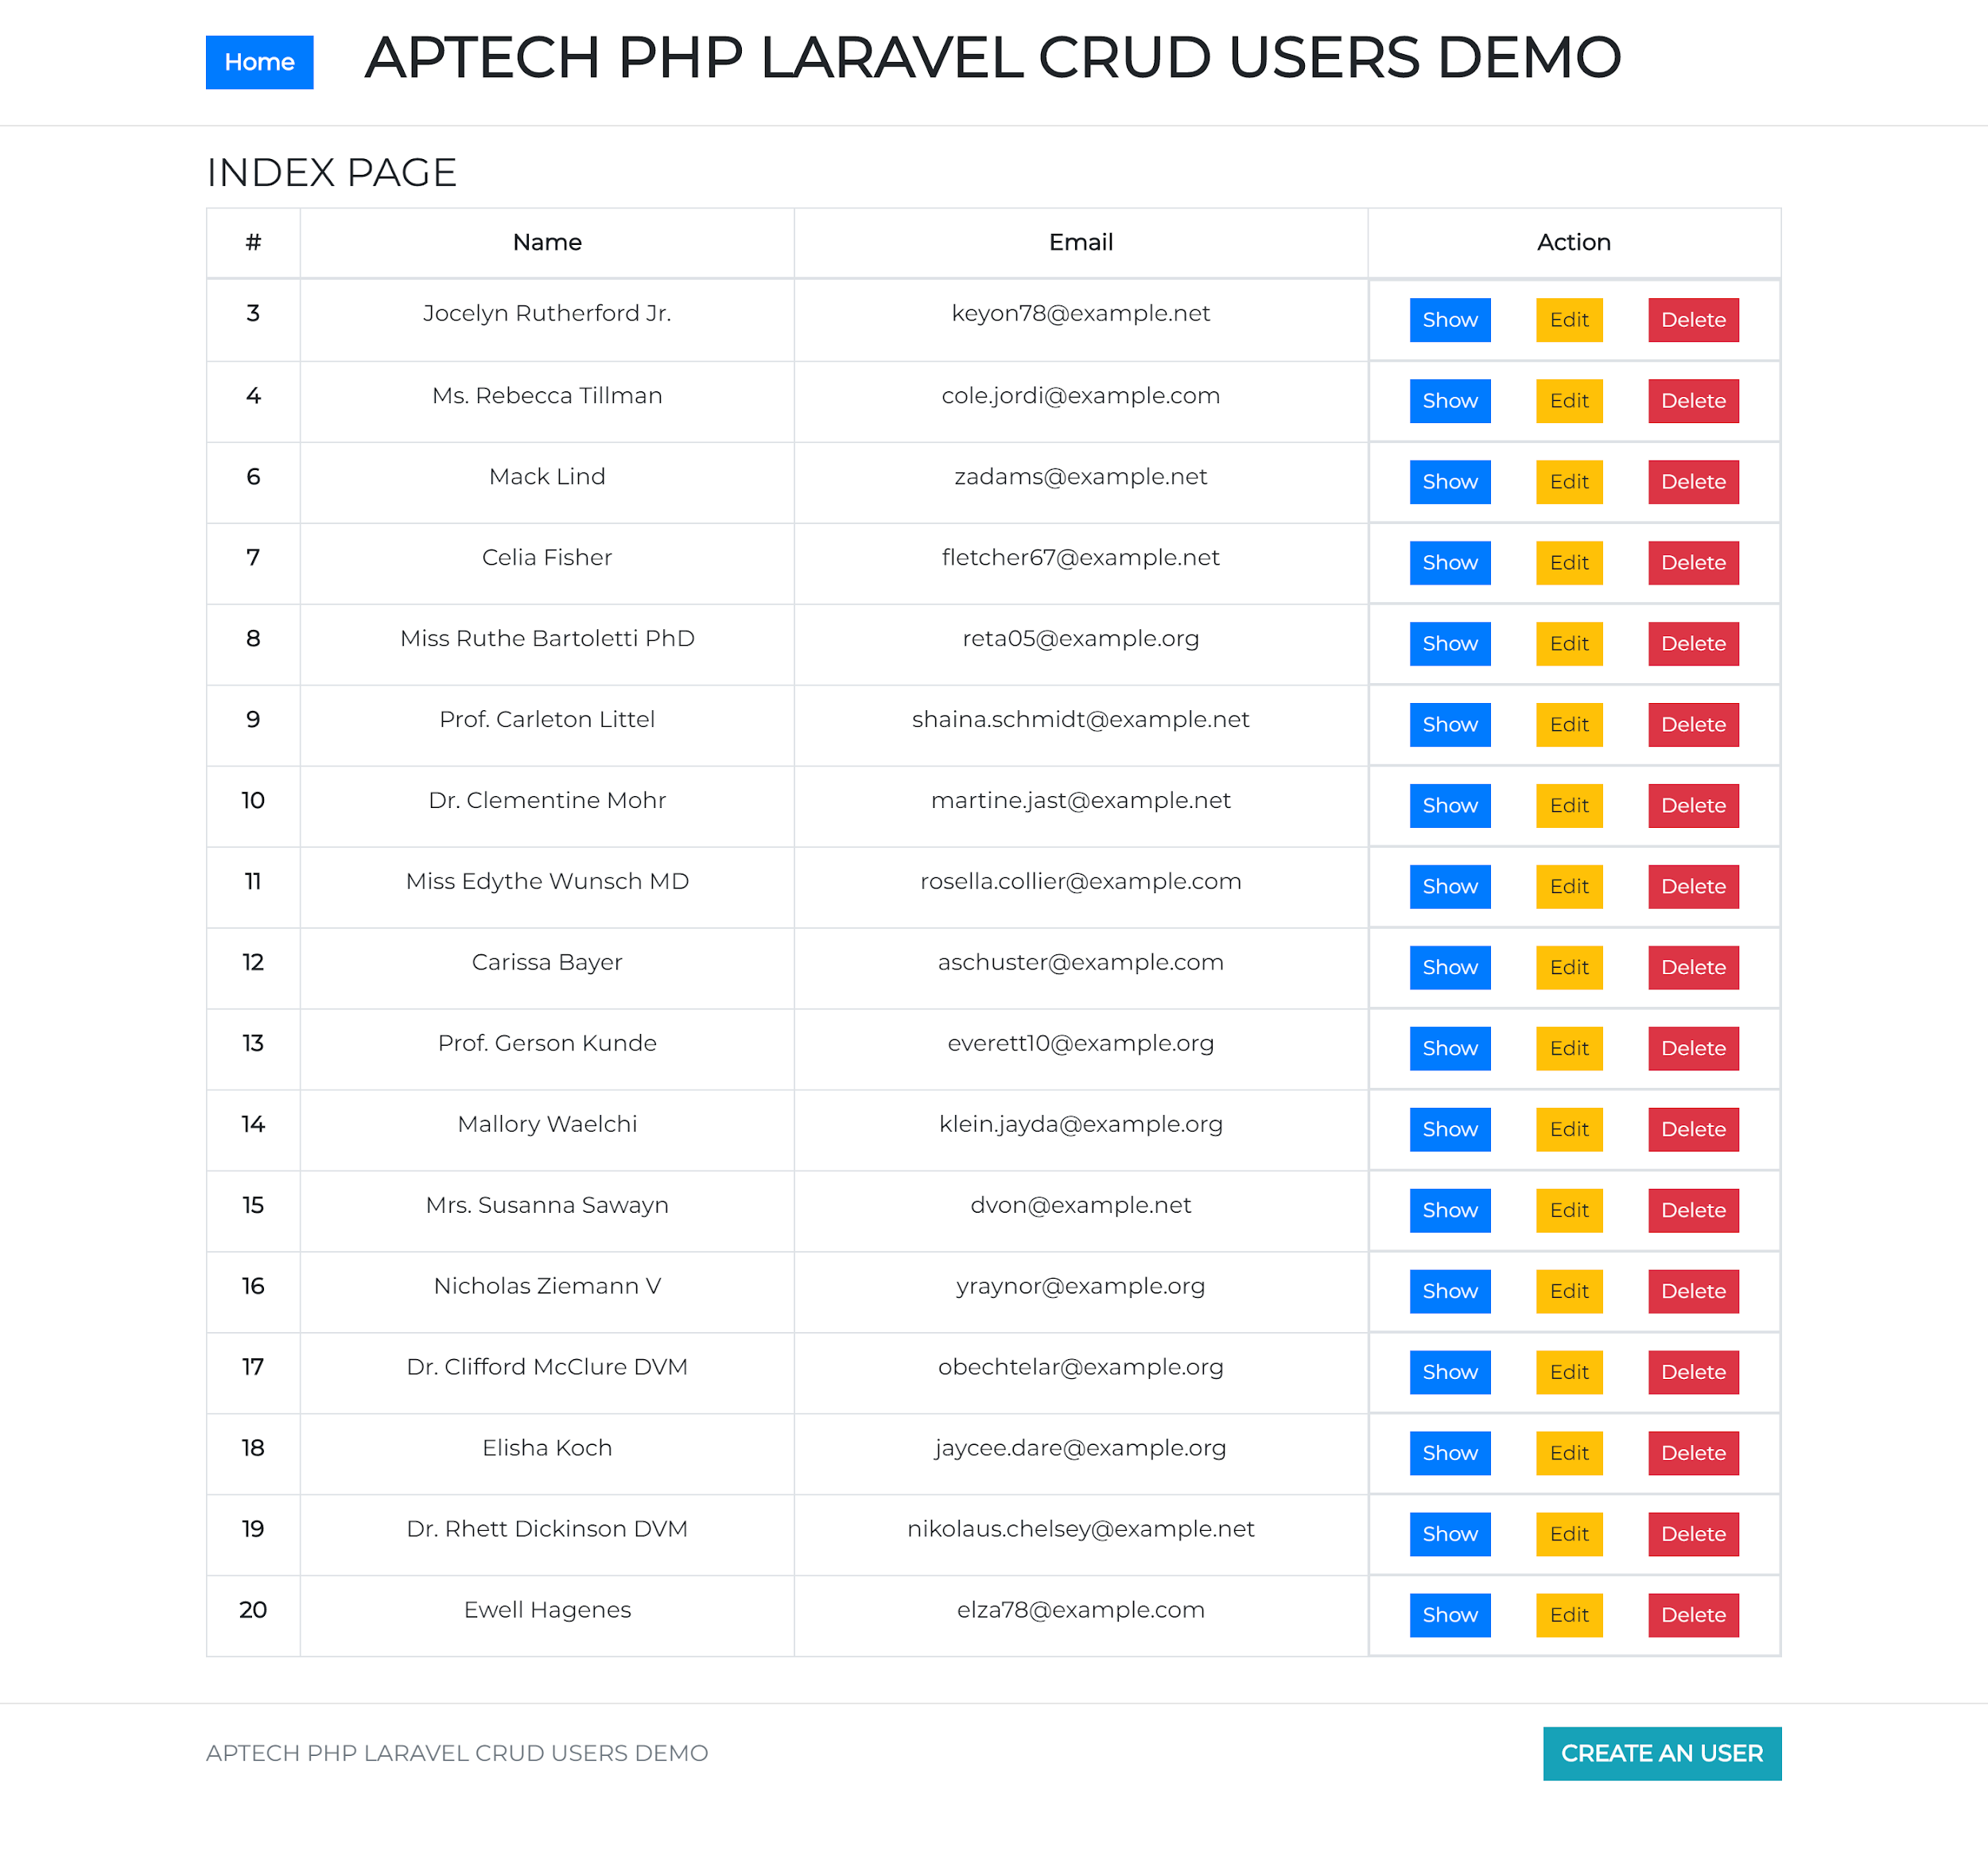 Home APTECH PHP LARAVEL CRUD USERS DEMO
INDEX PAGE
# Name Email Action
3 Jocelyn Rutherford Jr. keyon78@example.net Show Edit Delete
4 Ms. Rebecca Tillman cole.jordi@example.com Show Edit Delete
6 Mack Lind zadams@example.net Show Edit Delete
7 Celia Fisher fletcher67@example.net Show Edit Delete
8 Miss Ruthe Bartoletti PhD reta05@example.org Show Edit Delete
9 Prof. Carleton Littel shaina.schmidt@example.net Show Edit Delete
10 Dr. Clementine Mohr martine.jast@example.net Show Edit Delete
11 Miss Edythe Wunsch MD rosella.collier@example.com Show Edit Delete
12 Carissa Bayer aschuster@example.com Show Edit Delete
13 Prof. Gerson Kunde everett10@example.org Show Edit Delete
14 Mallory Waelchi klein.jayda@example.org Show Edit Delete
15 Mrs. Susanna Sawayn dvon@example.net Show Edit Delete
16 Nicholas Ziemann V yraynor@example.org Show Edit Delete
17 Dr. Clifford McClure DVM obechtelar@example.org Show Edit Delete
18 Elisha Koch jaycee.dare@example.org Show Edit Delete
19 Dr. Rhett Dickinson DVM nikolaus.chelsey@example.net Show Edit Delete
20 Ewell Hagenes elza78@example.com Show Edit Delete
APTECH PHP LARAVEL CRUD USERS DEMO CREATE AN USER